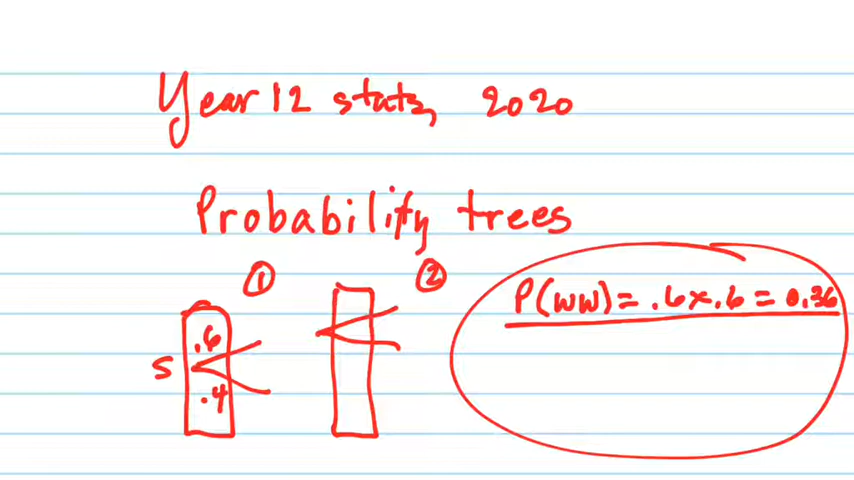 Year 12 stats, 2020
Probability trees
① ②
P(WW) = .6 x .6 = 0.36
.6
S
.4